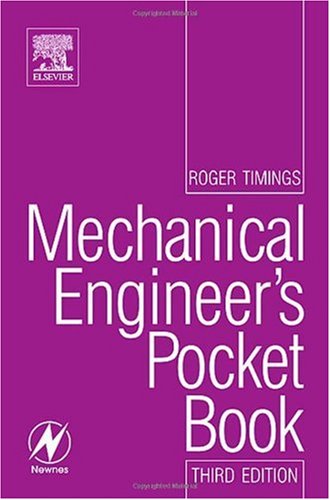 ELSEVIER
ROGER TIMINGS
Mechanical
Engineer's
Pocket
Book
Newnes
THIRD EDITION